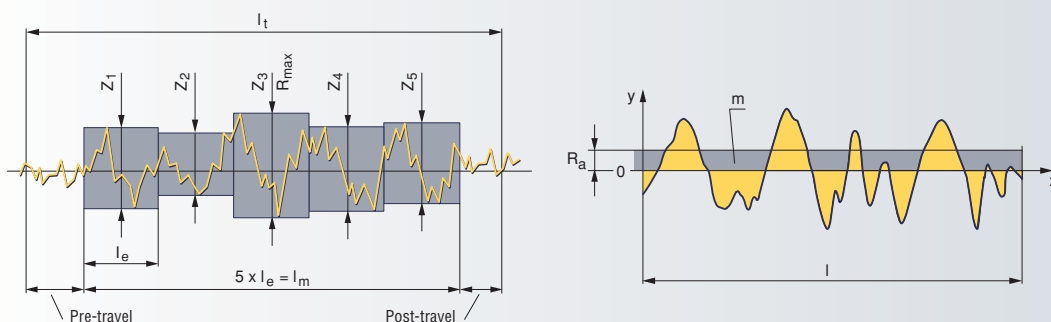 lt
Z1
Z2
Z3
Rmax
Z4
Z5
le
5 x le = lm
Pre-travel
Post-travel
y
m
Ra
0
l